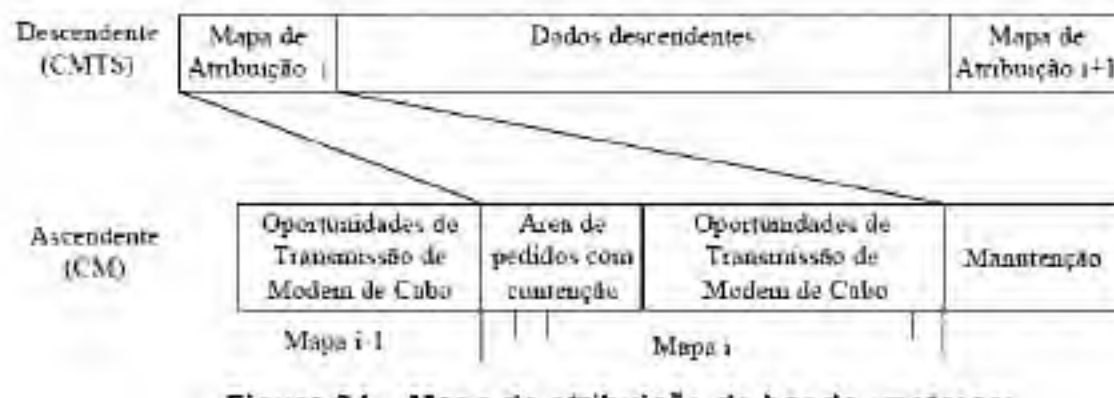 Descendente
(CMTS)
Mapa de
Atribuição i
Dados descendentes
Mapa de
Atribuição i+1
Ascendente
(CM)
Oportunidades de
Transmissão de
Modem de Cabo
Area de
pedidos com
contenção
Oportunidades de
Transmissão de
Modem de Cabo
Manutenção
Mapa i-1
Mapa i